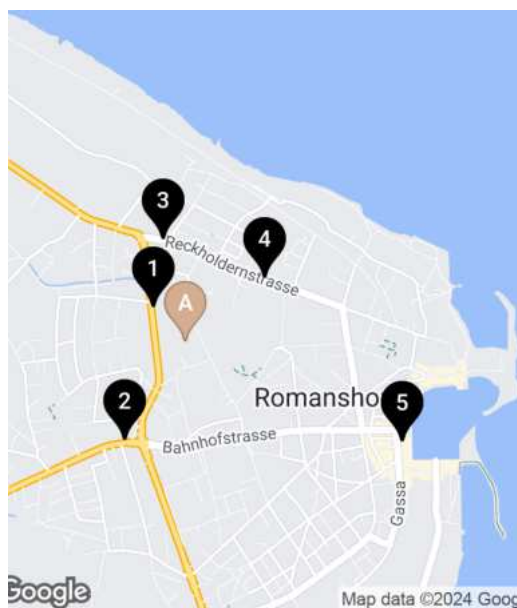 3
Reckholdernstrasse
4
1
A
Romansho
5
2
Bahnhofstrasse
Gassa
Google
Map data ©2024 Goog